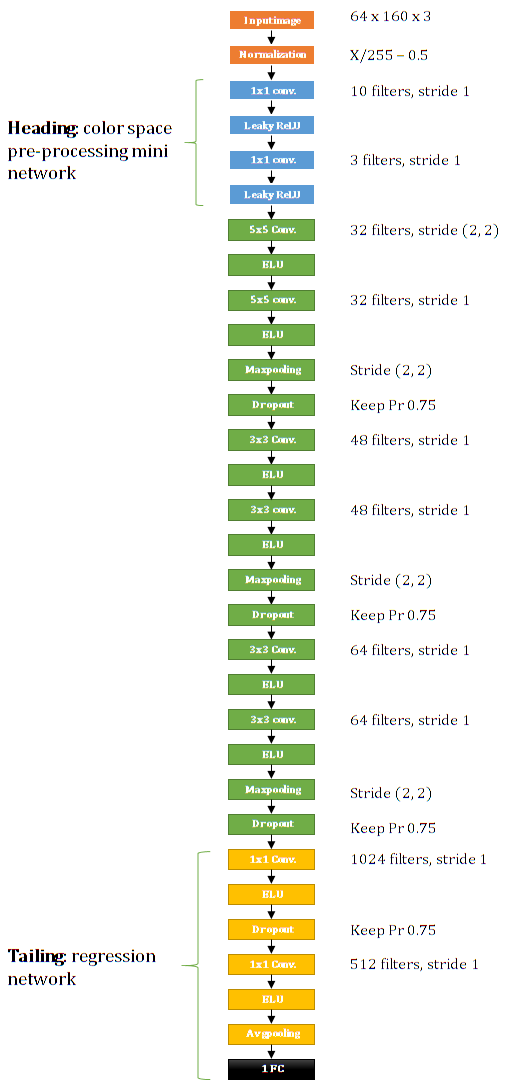 Inputimage 64 x 160 x 3
Normalization X/255 – 0.5
1x1 conv. 10 filters, stride 1
Heading: color space
pre-processing mini
network
Leaky ReLU
1x1 conv. 3 filters, stride 1
Leaky ReLU
5x5 Conv. 32 filters, stride (2, 2)
ELU
5x5 conv. 32 filters, stride 1
ELU
Maxpooling Stride (2, 2)
Dropout Keep Pr 0.75
3x3 Conv. 48 filters, stride 1
ELU
3x3 conv. 48 filters, stride 1
ELU
Maxpooling Stride (2, 2)
Dropout Keep Pr 0.75
3x3 Conv. 64 filters, stride 1
ELU
3x3 conv. 64 filters, stride 1
ELU
Maxpooling Stride (2, 2)
Dropout Keep Pr 0.75
1x1 Conv. 1024 filters, stride 1
ELU
Dropout Keep Pr 0.75
Tailing: regression
network
1x1 Conv. 512 filters, stride 1
ELU
Avgpooling
1 FC